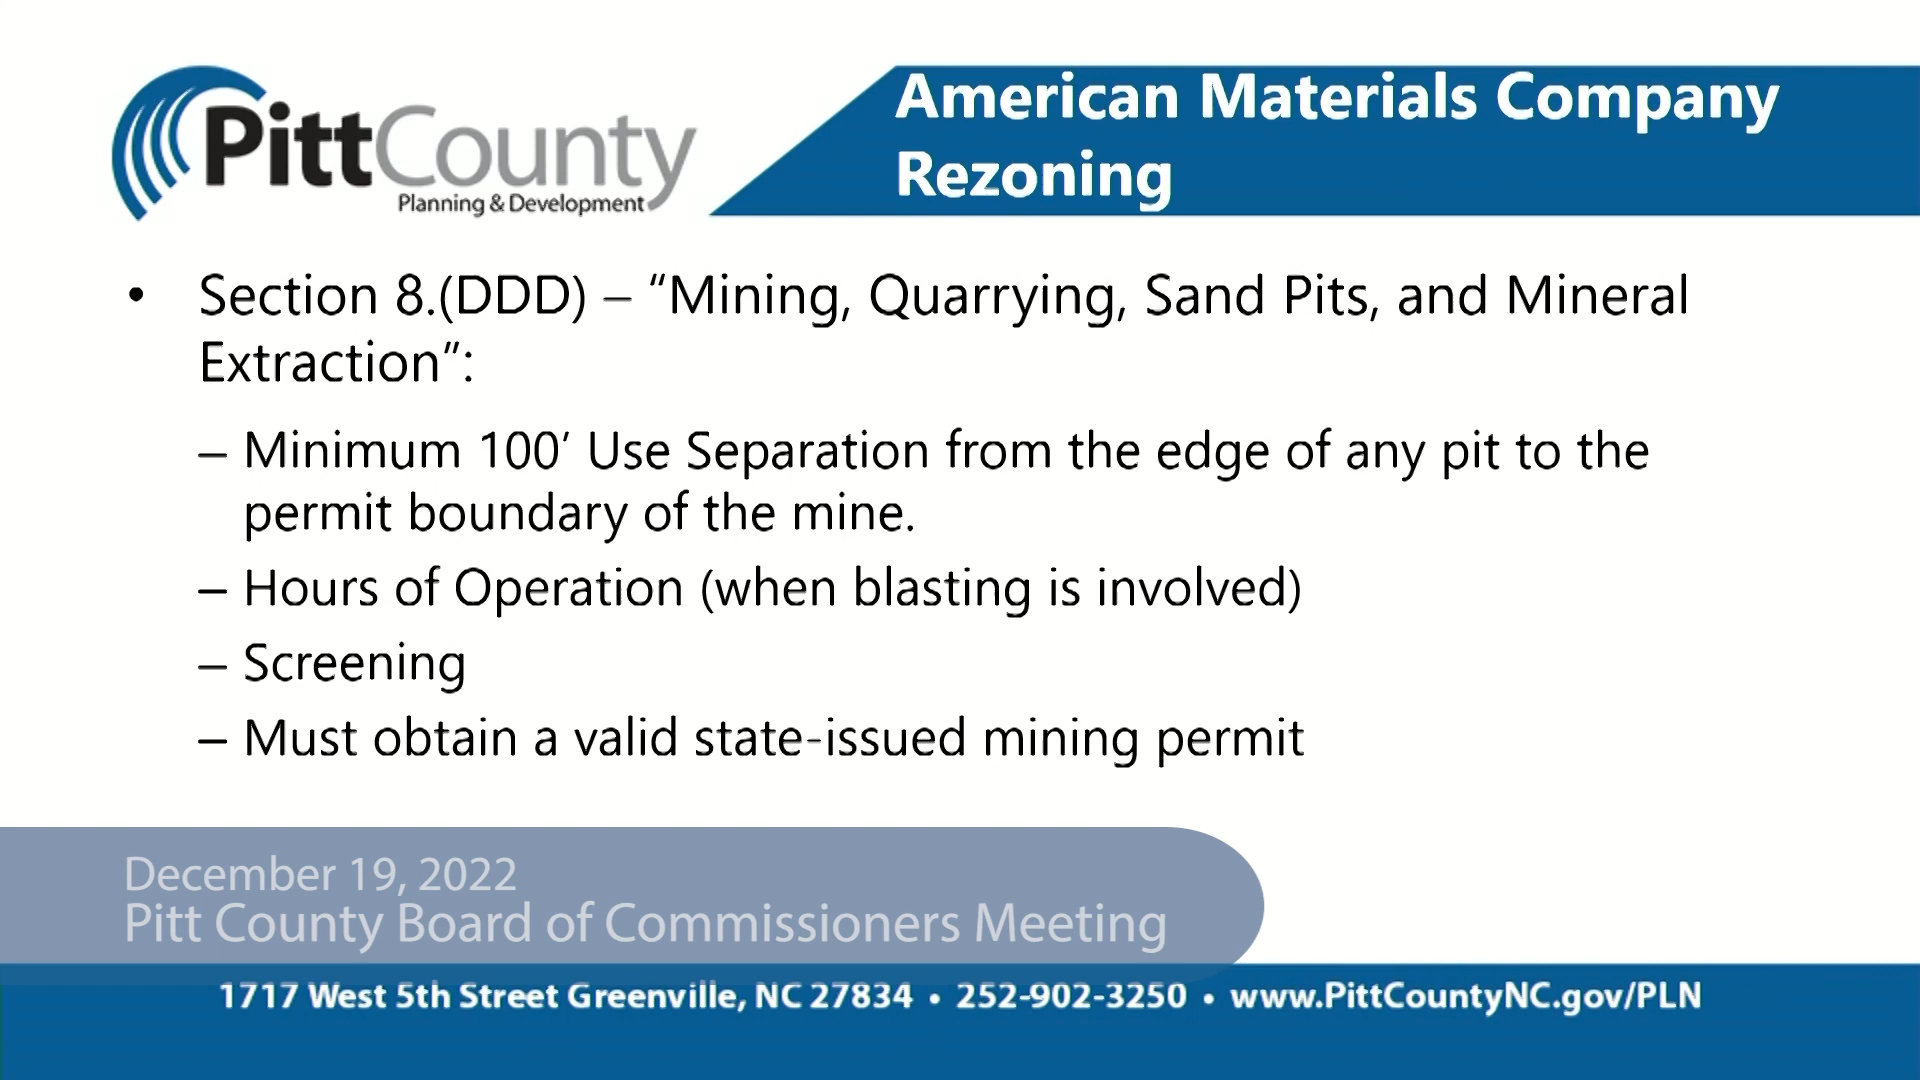 PittCounty
Planning & Development
American Materials Company
Rezoning
• Section 8.(DDD) – “Mining, Quarrying, Sand Pits, and Mineral
Extraction”:
– Minimum 100’ Use Separation from the edge of any pit to the
permit boundary of the mine.
– Hours of Operation (when blasting is involved)
– Screening
– Must obtain a valid state-issued mining permit
December 19, 2022
Pitt County Board of Commissioners Meeting
1717 West 5th Street Greenville, NC 27834 • 252-902-3250 • www.PittCountyNC.gov/PLN